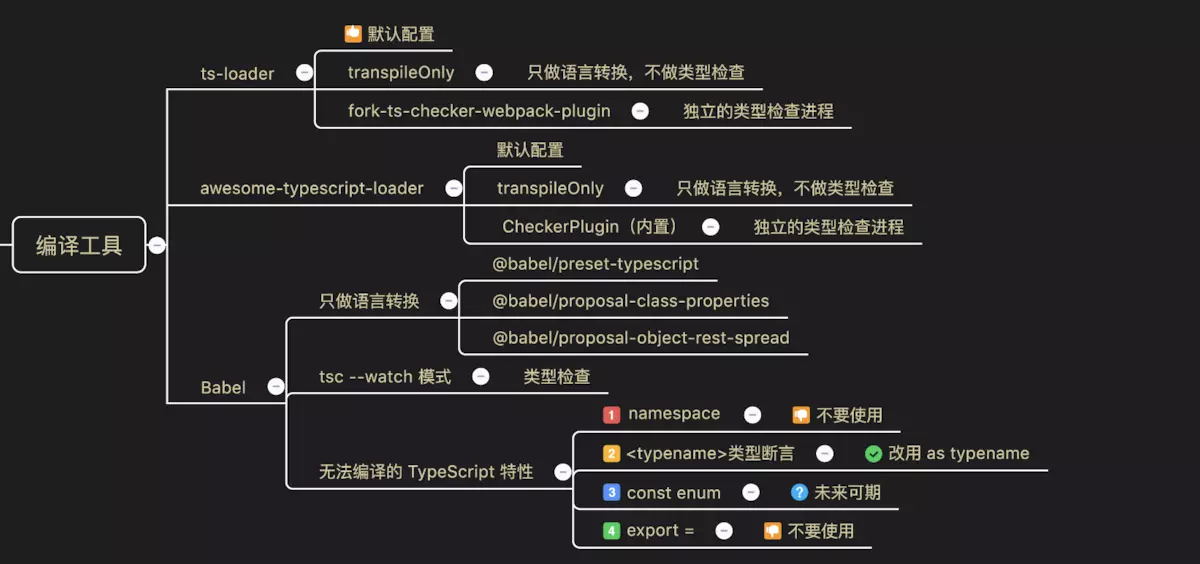 默认配置
ts-loader
transpileOnly
只做语言转换，不做类型检查
fork-ts-checker-webpack-plugin
独立的类型检查进程
默认配置
awesome-typescript-loader
transpileOnly
只做语言转换，不做类型检查
CheckerPlugin（内置）
独立的类型检查进程
编译工具
@babel/preset-typescript
只做语言转换
@babel/proposal-class-properties
@babel/proposal-object-rest-spread
Babel
tsc --watch 模式
类型检查
1 namespace
不要使用
2 <typename>类型断言
改用 as typename
无法编译的 TypeScript 特性
3 const enum
? 未来可期
4 export =
不要使用